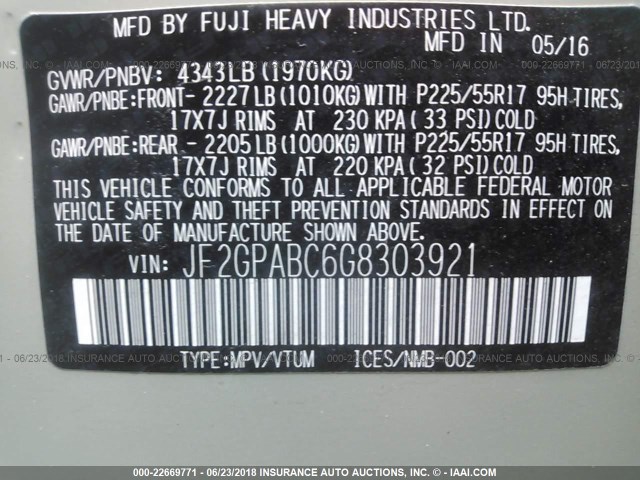 MFD BY FUJI HEAVY INDUSTRIES LTD.
MFD IN 05/16
GVWR/PNBV: 4343LB(1970KG)
GAWR/PNBE:FRONT- 2227LB(1010KG)WITH P225/55R17 95H TIRES,
17X7J RIMS AT 230 KPA(33 PSI)COLD
GAWR/PNBE:REAR - 2205LB(1000KG)WITH P225/55R17 95H TIRES,
17X7J RIMS AT 220 KPA(32 PSI)COLD
THIS VEHICLE CONFORMS TO ALL APPLICABLE FEDERAL MOTOR
VEHICLE SAFETY AND THEFT PREVENTION STANDARDS IN EFFECT ON
THE DATE OF MANUFACTURE SHOWN ABOVE.
VIN: JF2GPABC6G8303921
TYPE:MPV/VTUM ICES/NMB-002
000-22669771 - 06/23/2018 - INSURANCE AUTO AUCTIONS - © IAAI.COM